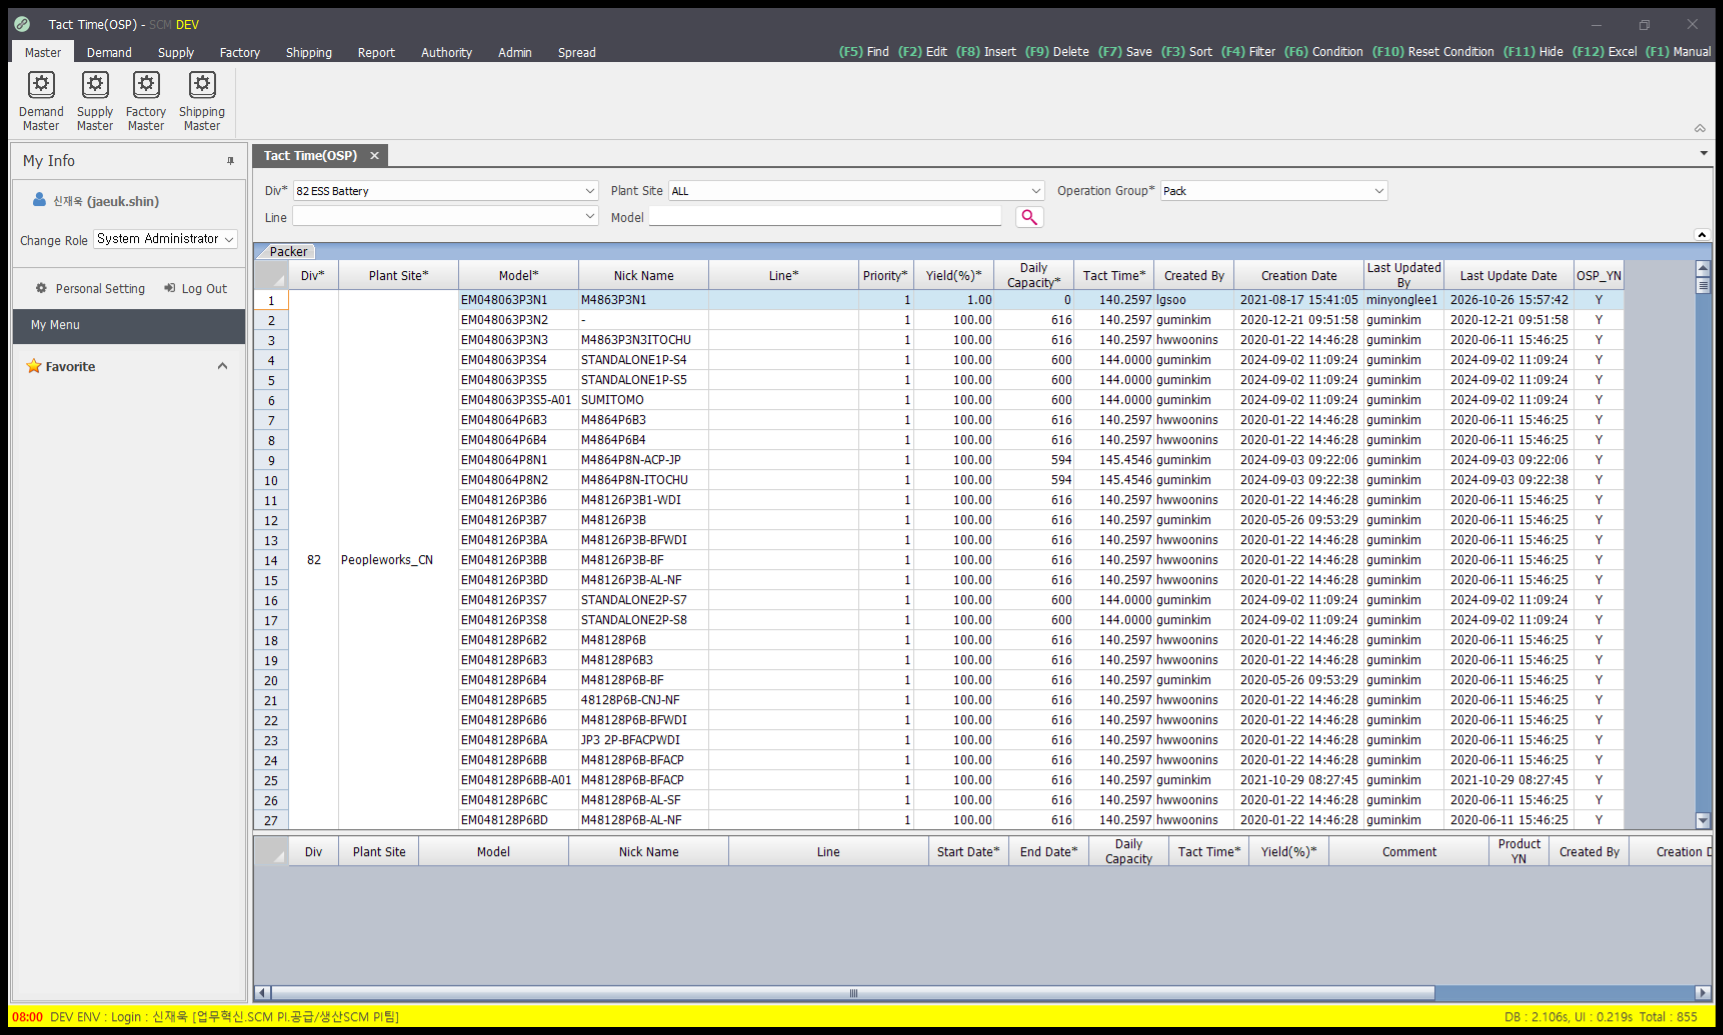 Tact Time(OSP) - SCM DEV
Master Demand Supply Factory Shipping Report Authority Admin Spread (F5) Find (F2) Edit (F8) Insert (F9) Delete (F7) Save (F3) Sort (F4) Filter (F6) Condition (F10) Reset Condition (F11) Hide (F12) Excel (F1) Manual
Demand Master Supply Master Factory Master Shipping Master
My Info
신재욱 (jaeuk.shin)
Change Role System Administrator
Personal Setting Log Out
My Menu
Favorite
Tact Time(OSP)
Div* 82 ESS Battery Plant Site ALL Operation Group* Pack
Line Model
Packer
Div* Plant Site* Model* Nick Name Line* Priority* Yield(%)* Daily Capacity* Tact Time* Created By Creation Date Last Updated By Last Update Date OSP_YN
1 EM048063P3N1 M4863P3N1 1 1.00 0 140.2597 lgsoo 2021-08-17 15:41:05 minyonglee1 2026-10-26 15:57:42 Y
2 EM048063P3N2 - 1 100.00 616 140.2597 guminkim 2020-12-21 09:51:58 guminkim 2020-12-21 09:51:58 Y
3 EM048063P3N3 M4863P3N3ITOCHU 1 100.00 616 140.2597 hwwoonins 2020-01-22 14:46:28 guminkim 2020-06-11 15:46:25 Y
4 EM048063P3S4 STANDALONE1P-S4 1 100.00 600 144.0000 guminkim 2024-09-02 11:09:24 guminkim 2024-09-02 11:09:24 Y
5 EM048063P3S5 STANDALONE1P-S5 1 100.00 600 144.0000 guminkim 2024-09-02 11:09:24 guminkim 2024-09-02 11:09:24 Y
6 EM048063P3S5-A01 SUMITOMO 1 100.00 600 144.0000 guminkim 2024-09-02 11:09:24 guminkim 2024-09-02 11:09:24 Y
7 EM048064P6B3 M4864P6B3 1 100.00 616 140.2597 hwwoonins 2020-01-22 14:46:28 guminkim 2020-06-11 15:46:25 Y
8 EM048064P6B4 M4864P6B4 1 100.00 616 140.2597 hwwoonins 2020-01-22 14:46:28 guminkim 2020-06-11 15:46:25 Y
9 EM048064P8N1 M4864P8N-ACP-JP 1 100.00 594 145.4546 guminkim 2024-09-03 09:22:06 guminkim 2024-09-03 09:22:06 Y
10 EM048064P8N2 M4864P8N-ITOCHU 1 100.00 594 145.4546 guminkim 2024-09-03 09:22:38 guminkim 2024-09-03 09:22:38 Y
11 EM048126P3B6 M48126P3B1-WDI 1 100.00 616 140.2597 hwwoonins 2020-01-22 14:46:28 guminkim 2020-06-11 15:46:25 Y
12 EM048126P3B7 M48126P3B 1 100.00 616 140.2597 guminkim 2020-05-26 09:53:29 guminkim 2020-06-11 15:46:25 Y
13 EM048126P3BA M48126P3B-BFWDI 1 100.00 616 140.2597 hwwoonins 2020-01-22 14:46:28 guminkim 2020-06-11 15:46:25 Y
14 82 Peopleworks_CN EM048126P3BB M48126P3B-BF 1 100.00 616 140.2597 hwwoonins 2020-01-22 14:46:28 guminkim 2020-06-11 15:46:25 Y
15 EM048126P3BD M48126P3B-AL-NF 1 100.00 616 140.2597 hwwoonins 2020-01-22 14:46:28 guminkim 2020-06-11 15:46:25 Y
16 EM048126P3S7 STANDALONE2P-S7 1 100.00 600 144.0000 guminkim 2024-09-02 11:09:24 guminkim 2024-09-02 11:09:24 Y
17 EM048126P3S8 STANDALONE2P-S8 1 100.00 600 144.0000 guminkim 2024-09-02 11:09:24 guminkim 2024-09-02 11:09:24 Y
18 EM048128P6B2 M48128P6B 1 100.00 616 140.2597 hwwoonins 2020-01-22 14:46:28 guminkim 2020-06-11 15:46:25 Y
19 EM048128P6B3 M48128P6B3 1 100.00 616 140.2597 hwwoonins 2020-01-22 14:46:28 guminkim 2020-06-11 15:46:25 Y
20 EM048128P6B4 M48128P6B-BF 1 100.00 616 140.2597 guminkim 2020-05-26 09:53:29 guminkim 2020-06-11 15:46:25 Y
21 EM048128P6B5 48128P6B-CNJ-NF 1 100.00 616 140.2597 hwwoonins 2020-01-22 14:46:28 guminkim 2020-06-11 15:46:25 Y
22 EM048128P6B6 M48128P6B-BFWDI 1 100.00 616 140.2597 hwwoonins 2020-01-22 14:46:28 guminkim 2020-06-11 15:46:25 Y
23 EM048128P6BA JP3 2P-BFACPWDI 1 100.00 616 140.2597 hwwoonins 2020-01-22 14:46:28 guminkim 2020-06-11 15:46:25 Y
24 EM048128P6BB M48128P6B-BFACP 1 100.00 616 140.2597 hwwoonins 2020-01-22 14:46:28 guminkim 2020-06-11 15:46:25 Y
25 EM048128P6BB-A01 M48128P6B-BFACP 1 100.00 616 140.2597 guminkim 2021-10-29 08:27:45 guminkim 2021-10-29 08:27:45 Y
26 EM048128P6BC M48128P6B-AL-SF 1 100.00 616 140.2597 hwwoonins 2020-01-22 14:46:28 guminkim 2020-06-11 15:46:25 Y
27 EM048128P6BD M48128P6B-AL-NF 1 100.00 616 140.2597 hwwoonins 2020-01-22 14:46:28 guminkim 2020-06-11 15:46:25 Y
Div Plant Site Model Nick Name Line Start Date* End Date* Daily Capacity Tact Time* Yield(%)* Comment Product YN Created By Creation D
08:00 DEV ENV : Login : 신재욱 [업무혁신.SCM PI.공급/생산SCM PI팀] DB : 2.106s, UI : 0.219s Total : 855